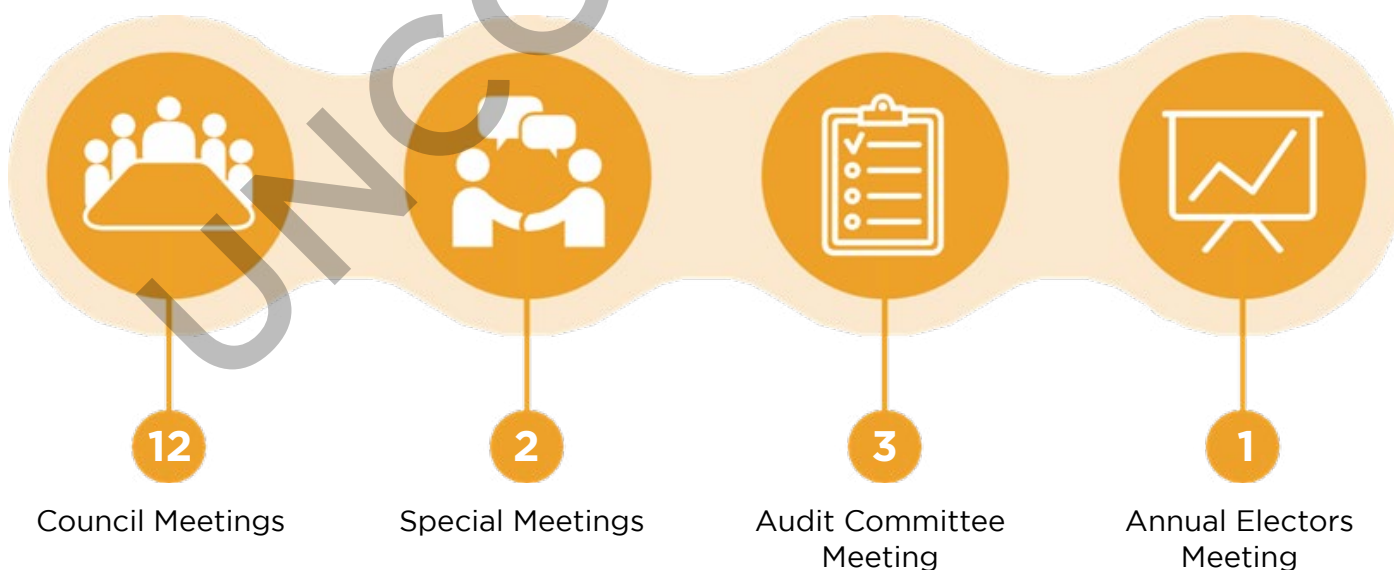 UNCO
12
2
3
1
Council Meetings
Special Meetings
Audit Committee
Meeting
Annual Electors
Meeting